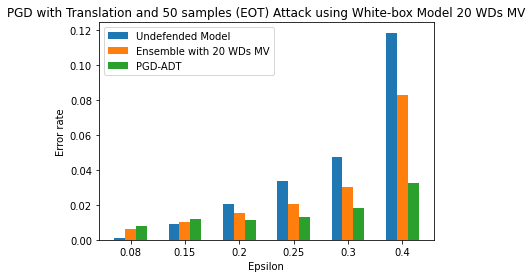 PGD with Translation and 50 samples (EOT) Attack using White-box Model 20 WDs MV
Undefended Model
Ensemble with 20 WDs MV
PGD-ADT
0.12
0.10
0.08
0.06
0.04
0.02
0.00
Error rate
0.08 0.15 0.2 0.25 0.3 0.4
Epsilon